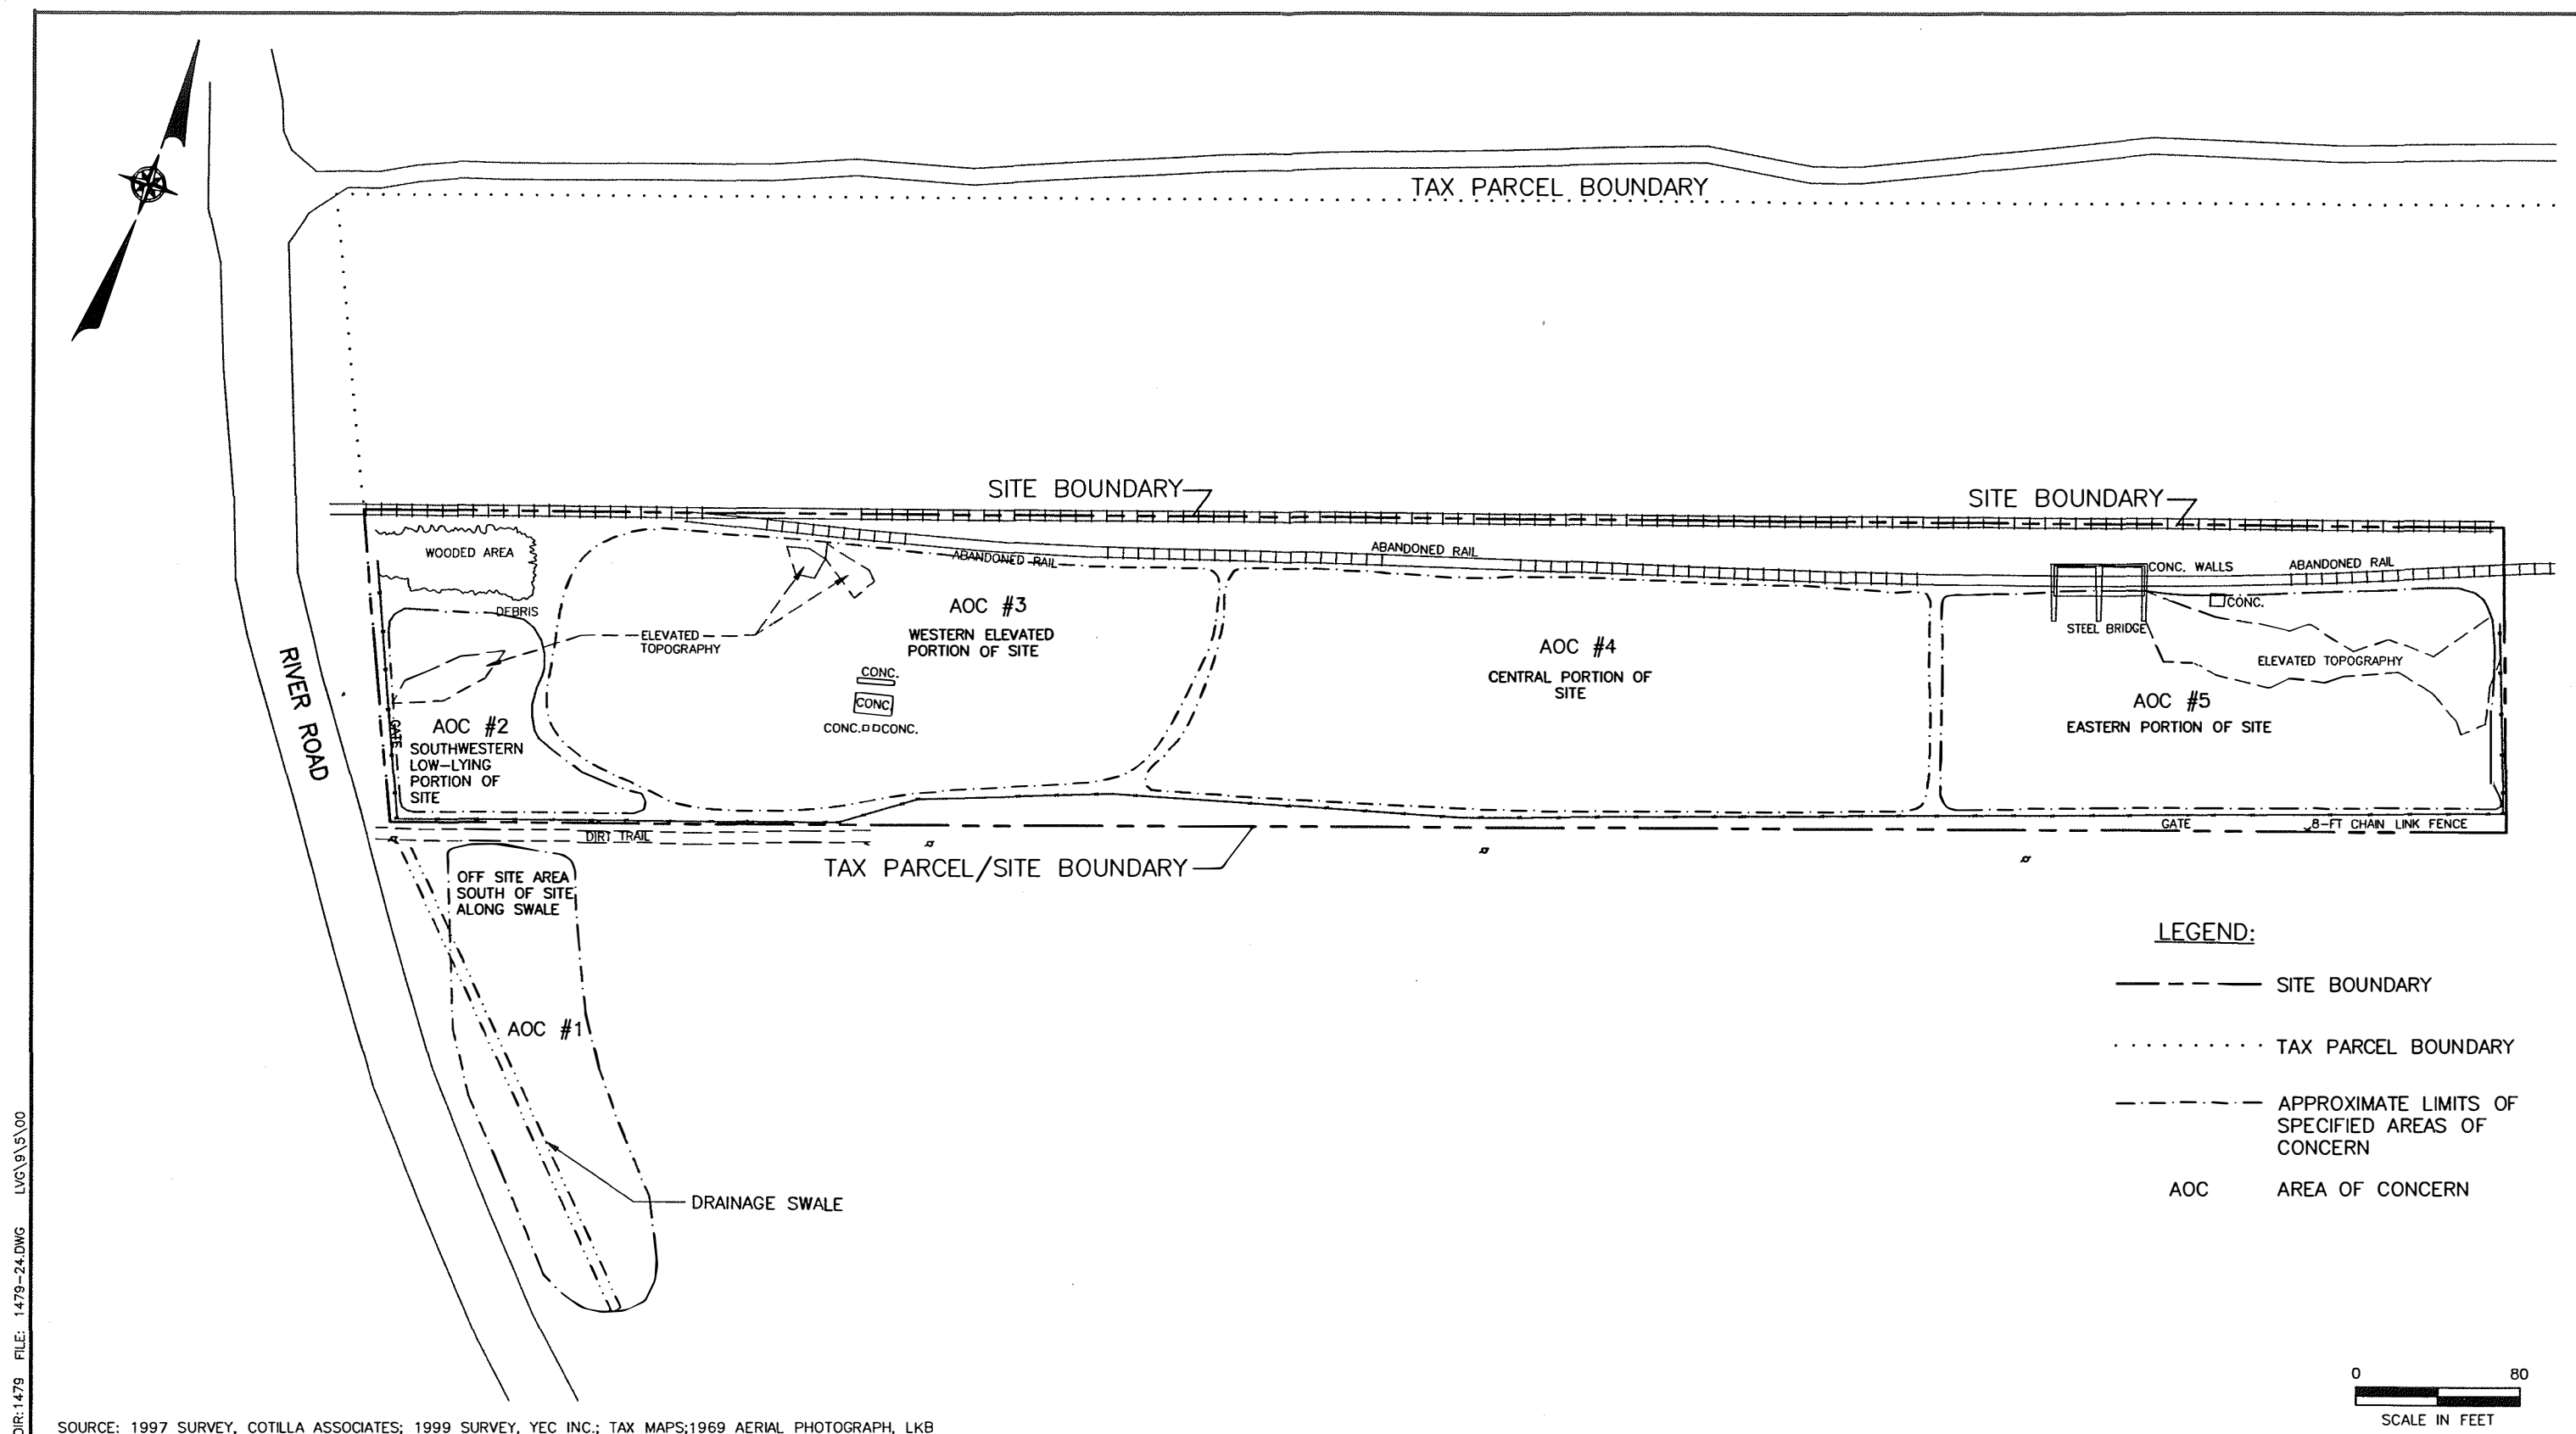 TAX PARCEL BOUNDARY
SITE BOUNDARY
SITE BOUNDARY
WOODED AREA
ABANDONED RAIL
ABANDONED RAIL
CONC. WALLS
ABANDONED RAIL
DEBRIS
AOC #3
WESTERN ELEVATED
PORTION OF SITE
ELEVATED
TOPOGRAPHY
CONC.
CONC.
CONC.
CONC.
AOC #4
CENTRAL PORTION OF
SITE
CONC.
STEEL BRIDGE
ELEVATED TOPOGRAPHY
AOC #5
EASTERN PORTION OF SITE
RIVER ROAD
GATE
AOC #2
SOUTHWESTERN
LOW-LYING
PORTION OF
SITE
DIRT TRAIL
GATE
8-FT CHAIN LINK FENCE
TAX PARCEL/SITE BOUNDARY
OFF SITE AREA
SOUTH OF SITE
ALONG SWALE
AOC #1
DRAINAGE SWALE
LEGEND:
SITE BOUNDARY
TAX PARCEL BOUNDARY
APPROXIMATE LIMITS OF
SPECIFIED AREAS OF
CONCERN
AOC AREA OF CONCERN
0 80
SCALE IN FEET
DIR:1479 FILE: 1479-24.DWG LVG\9\5\00
SOURCE: 1997 SURVEY, COTILLA ASSOCIATES; 1999 SURVEY, YEC INC.; TAX MAPS;1969 AERIAL PHOTOGRAPH, LKB